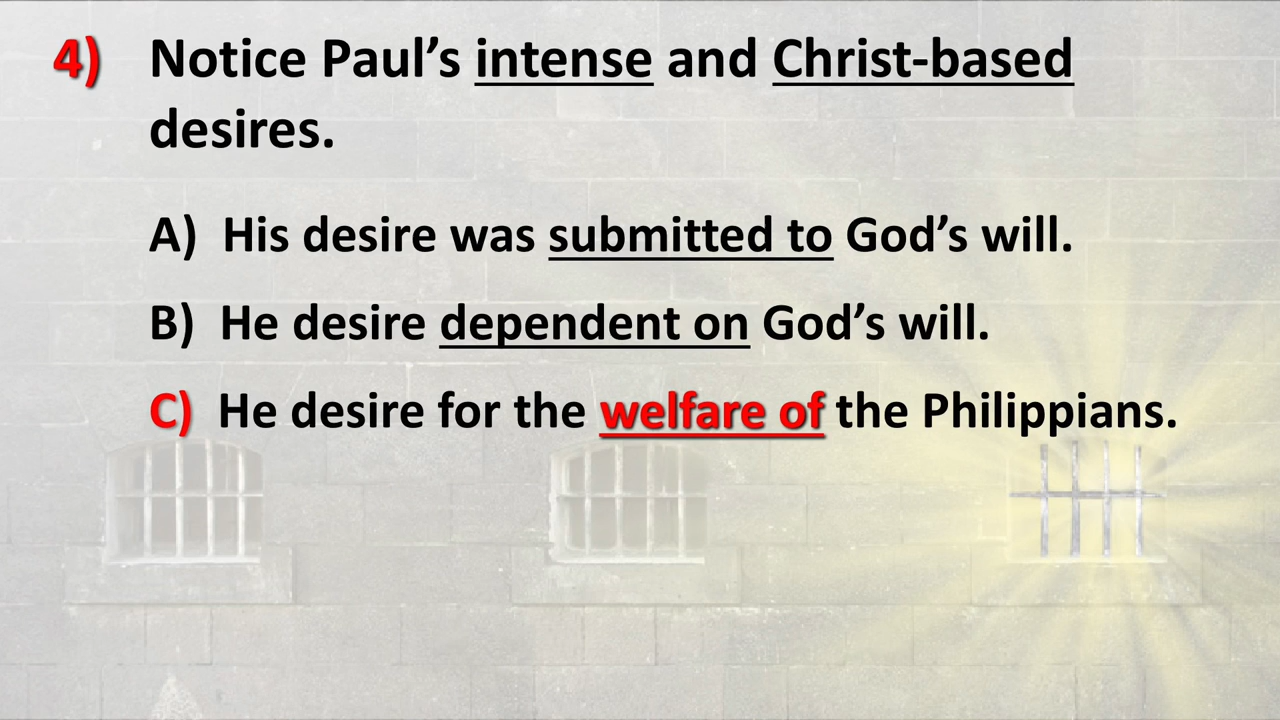 4) Notice Paul’s intense and Christ-based
desires.
A) His desire was submitted to God’s will.
B) He desire dependent on God’s will.
C) He desire for the welfare of the Philippians.